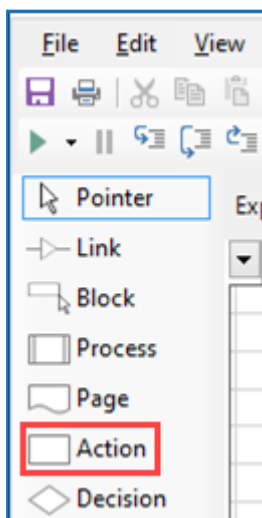 File Edit View
Pointer
Exp
Link
Block
Process
Page
Action
Decision